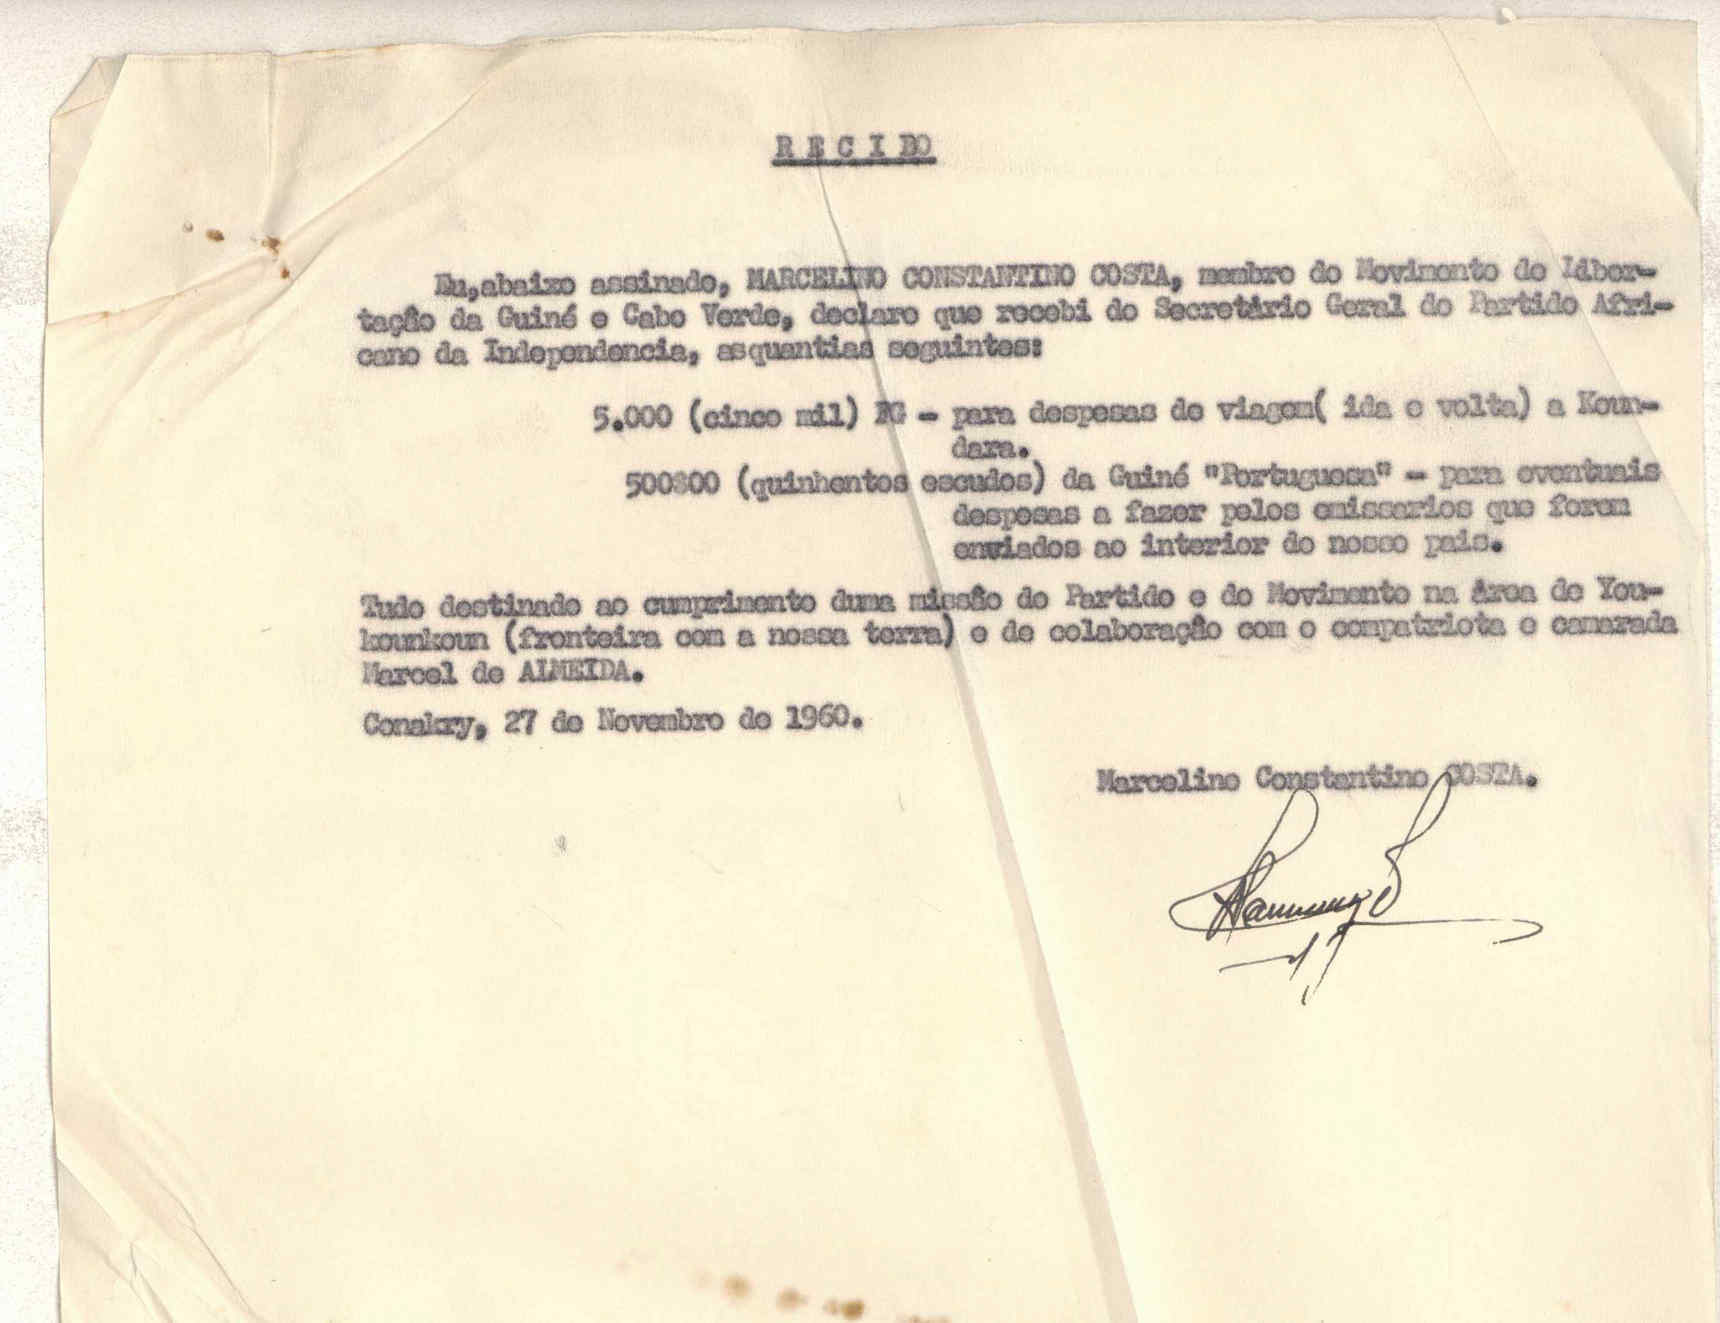 R E C I BO
Eu,abaixo assinado, MARCELINO CONSTANTINO COSTA, membro do Movimento de Liber-
tação da Guiné e Cabo Verde, declaro que recebi do Secretário Geral do Partido Afri-
cano da Independencia, asquantias seguintes:
5.000 (cinco mil) FG - para despesas de viagem( ida e volta) a Koun-
dara.
500$00 (quinhentos escudos) da Guiné "Portuguesa" - para eventuais
despesas a fazer pelos emissarios que forem
enviados ao interior do nosso pais.
Tudo destinado ao cumprimento duma missão do Partido e do Movimento na área de You-
kounkoun (fronteira com a nossa terra) e de colaboração com o compatriota e camarada
Marcel de ALMEIDA.
Conakry, 27 de Novembro de 1960.
Marcelino Constantino COSTA.